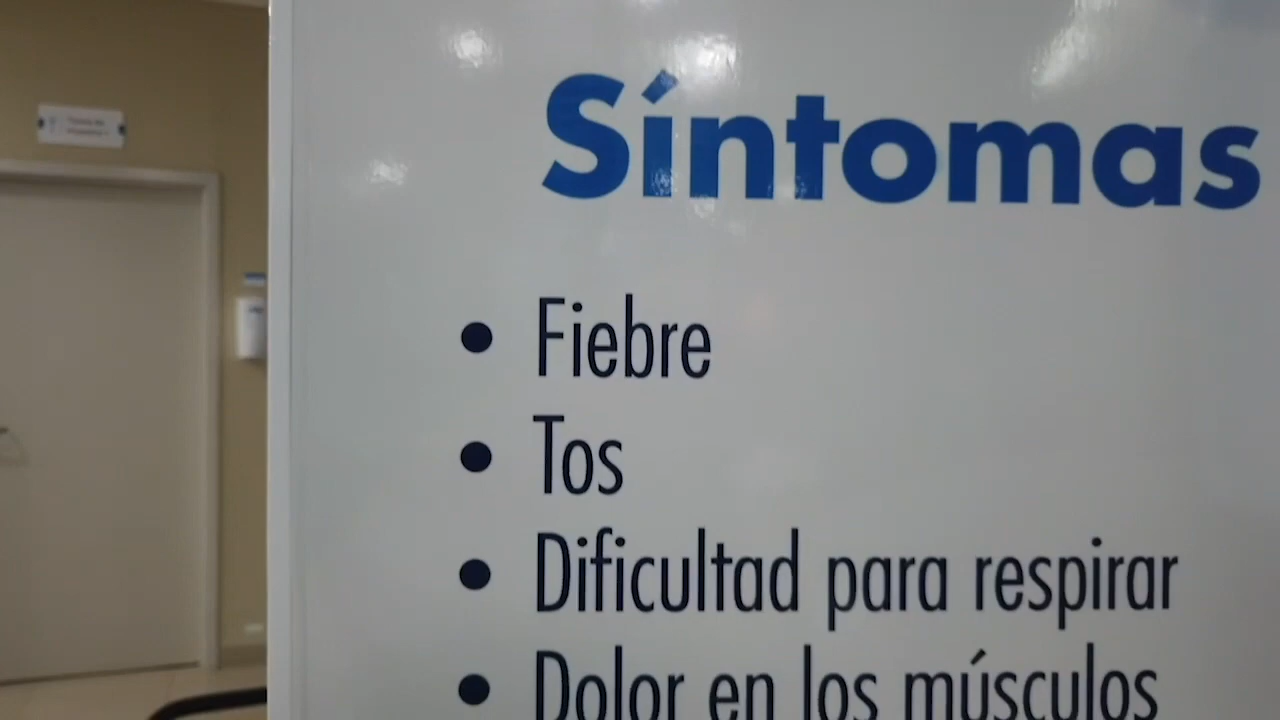 Síntomas
• Fiebre
• Tos
• Dificultad para respirar
• Dolor en los músculos